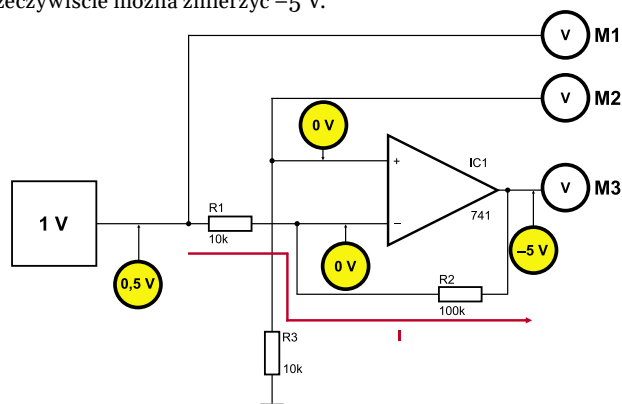 zeczywiście można zmierzyć –5 V.
V M1
V M2
0 V
IC1
+
–
741
V M3
1 V
R1
10k
0,5 V
0 V
–5 V
R2
100k
I
R3
10k